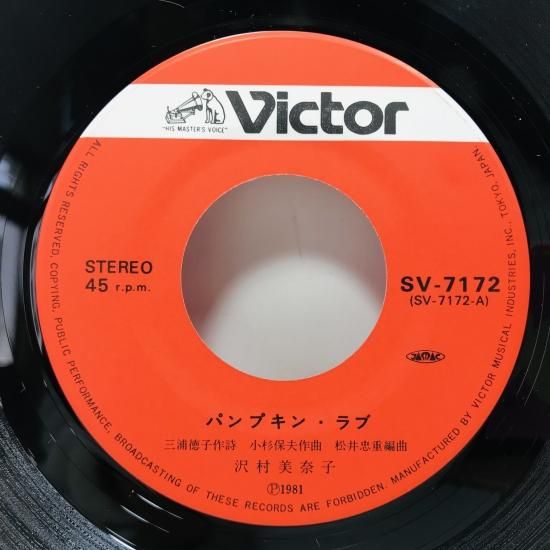 "HIS MASTER'S VOICE"
Victor
STEREO
45 r.p.m.
SV-7172
(SV-7172-A)
JASRAC
パンプキン・ラブ
三浦徳子作詩 小杉保夫作曲 松井忠重編曲
沢村美奈子
Ⓟ1981
ALL RIGHTS RESERVED, COPYING, PUBLIC PERFORMANCE, BROADCASTING OF THESE RECORDS ARE FORBIDDEN. MANUFACTURED BY VICTOR MUSICAL INDUSTRIES, INC., TOKYO, JAPAN.